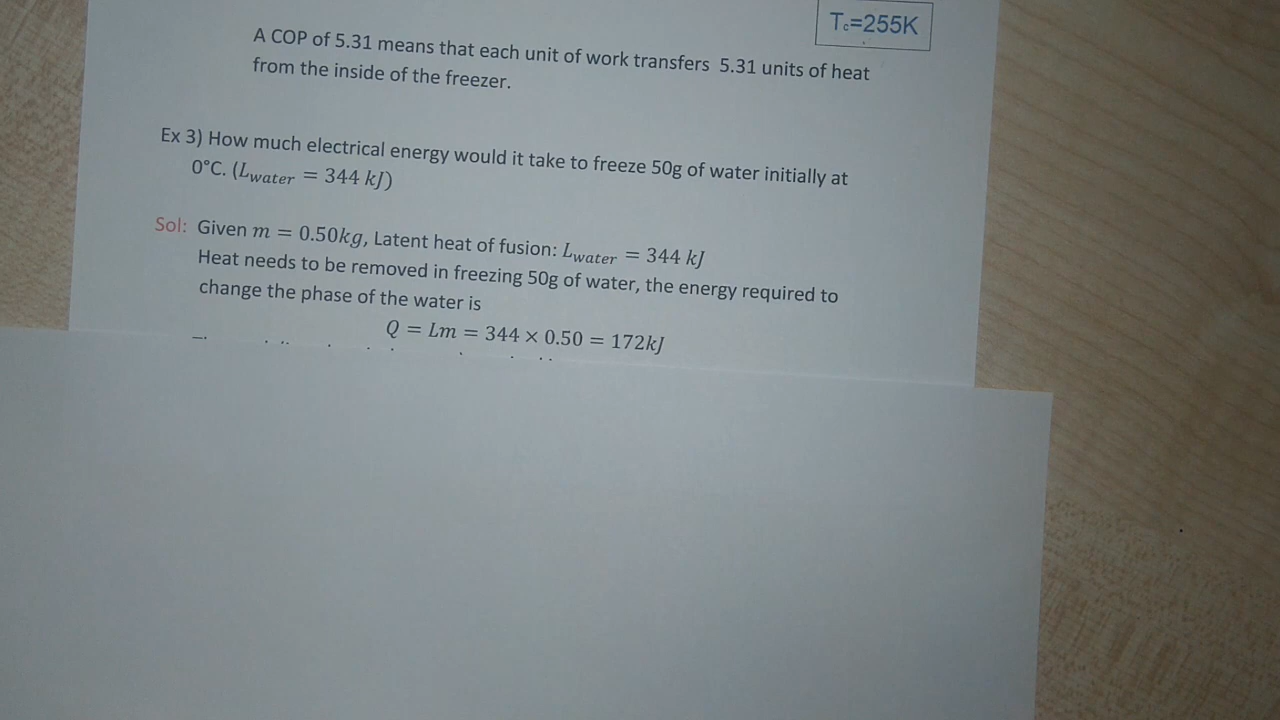 T꜀=255K
A COP of 5.31 means that each unit of work transfers 5.31 units of heat
from the inside of the freezer.
Ex 3) How much electrical energy would it take to freeze 50g of water initially at
0°C. (L_water = 344 kJ)
Sol: Given m = 0.50kg, Latent heat of fusion: L_water = 344 kJ
Heat needs to be removed in freezing 50g of water, the energy required to
change the phase of the water is
Q = Lm = 344 × 0.50 = 172kJ